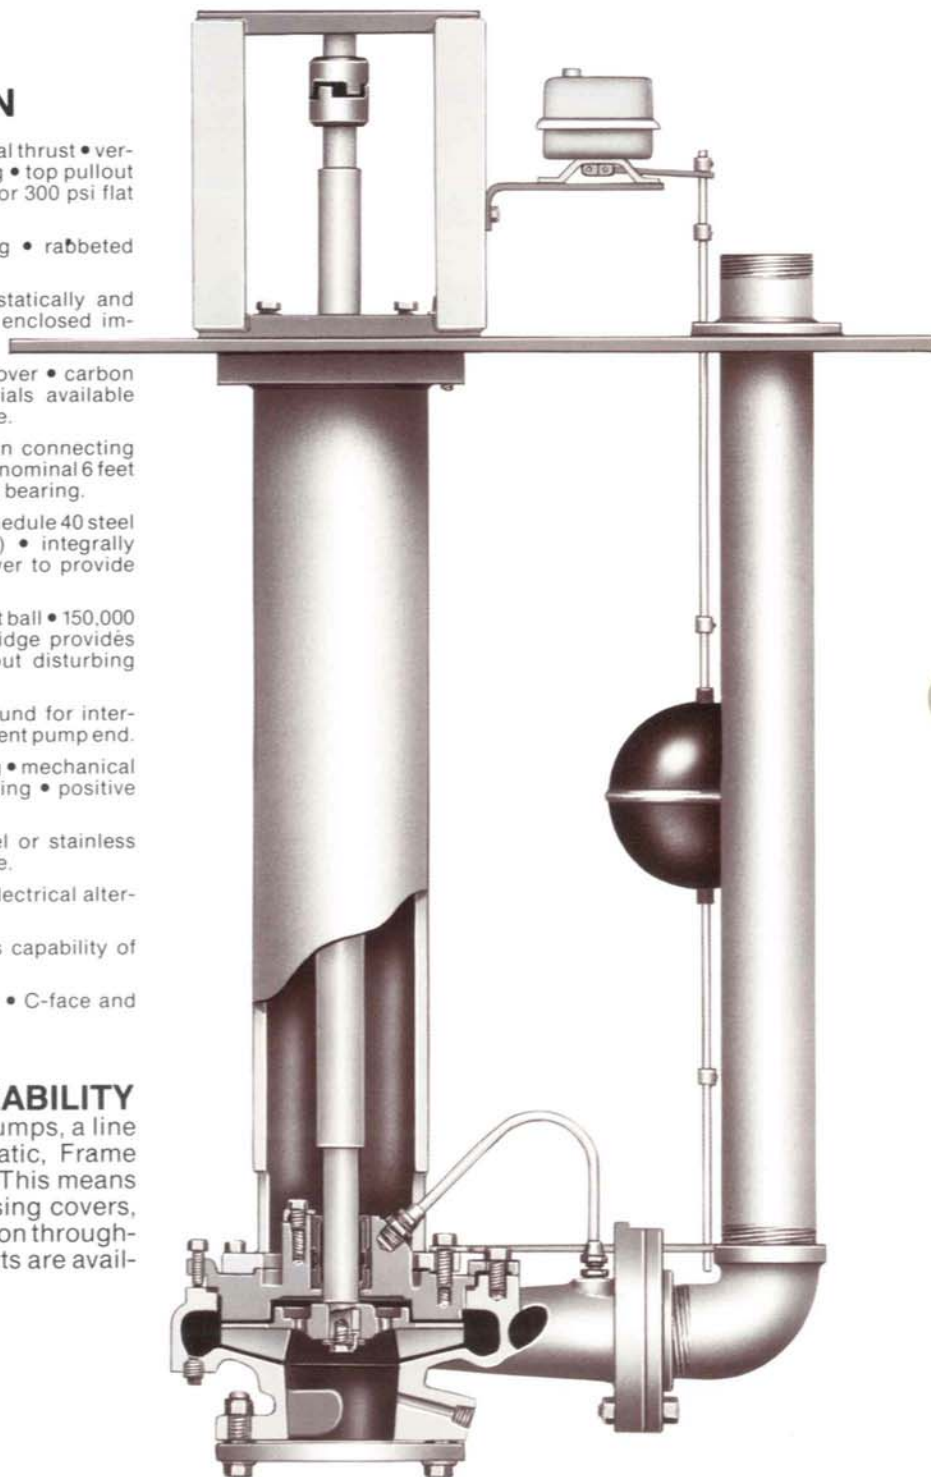 N
al thrust • ver-
g • top pullout
or 300 psi flat
g • rabbeted
statically and
enclosed im-
over • carbon
ials available
e.
n connecting
nominal 6 feet
bearing.
edule 40 steel
) • integrally
er to provide
t ball • 150,000
idge provides
ut disturbing
und for inter-
ent pump end.
g • mechanical
ing • positive
el or stainless
e.
lectrical alter-
s capability of
• C-face and
ABILITY
umps, a line
atic, Frame
This means
sing covers,
on through-
ts are avail-